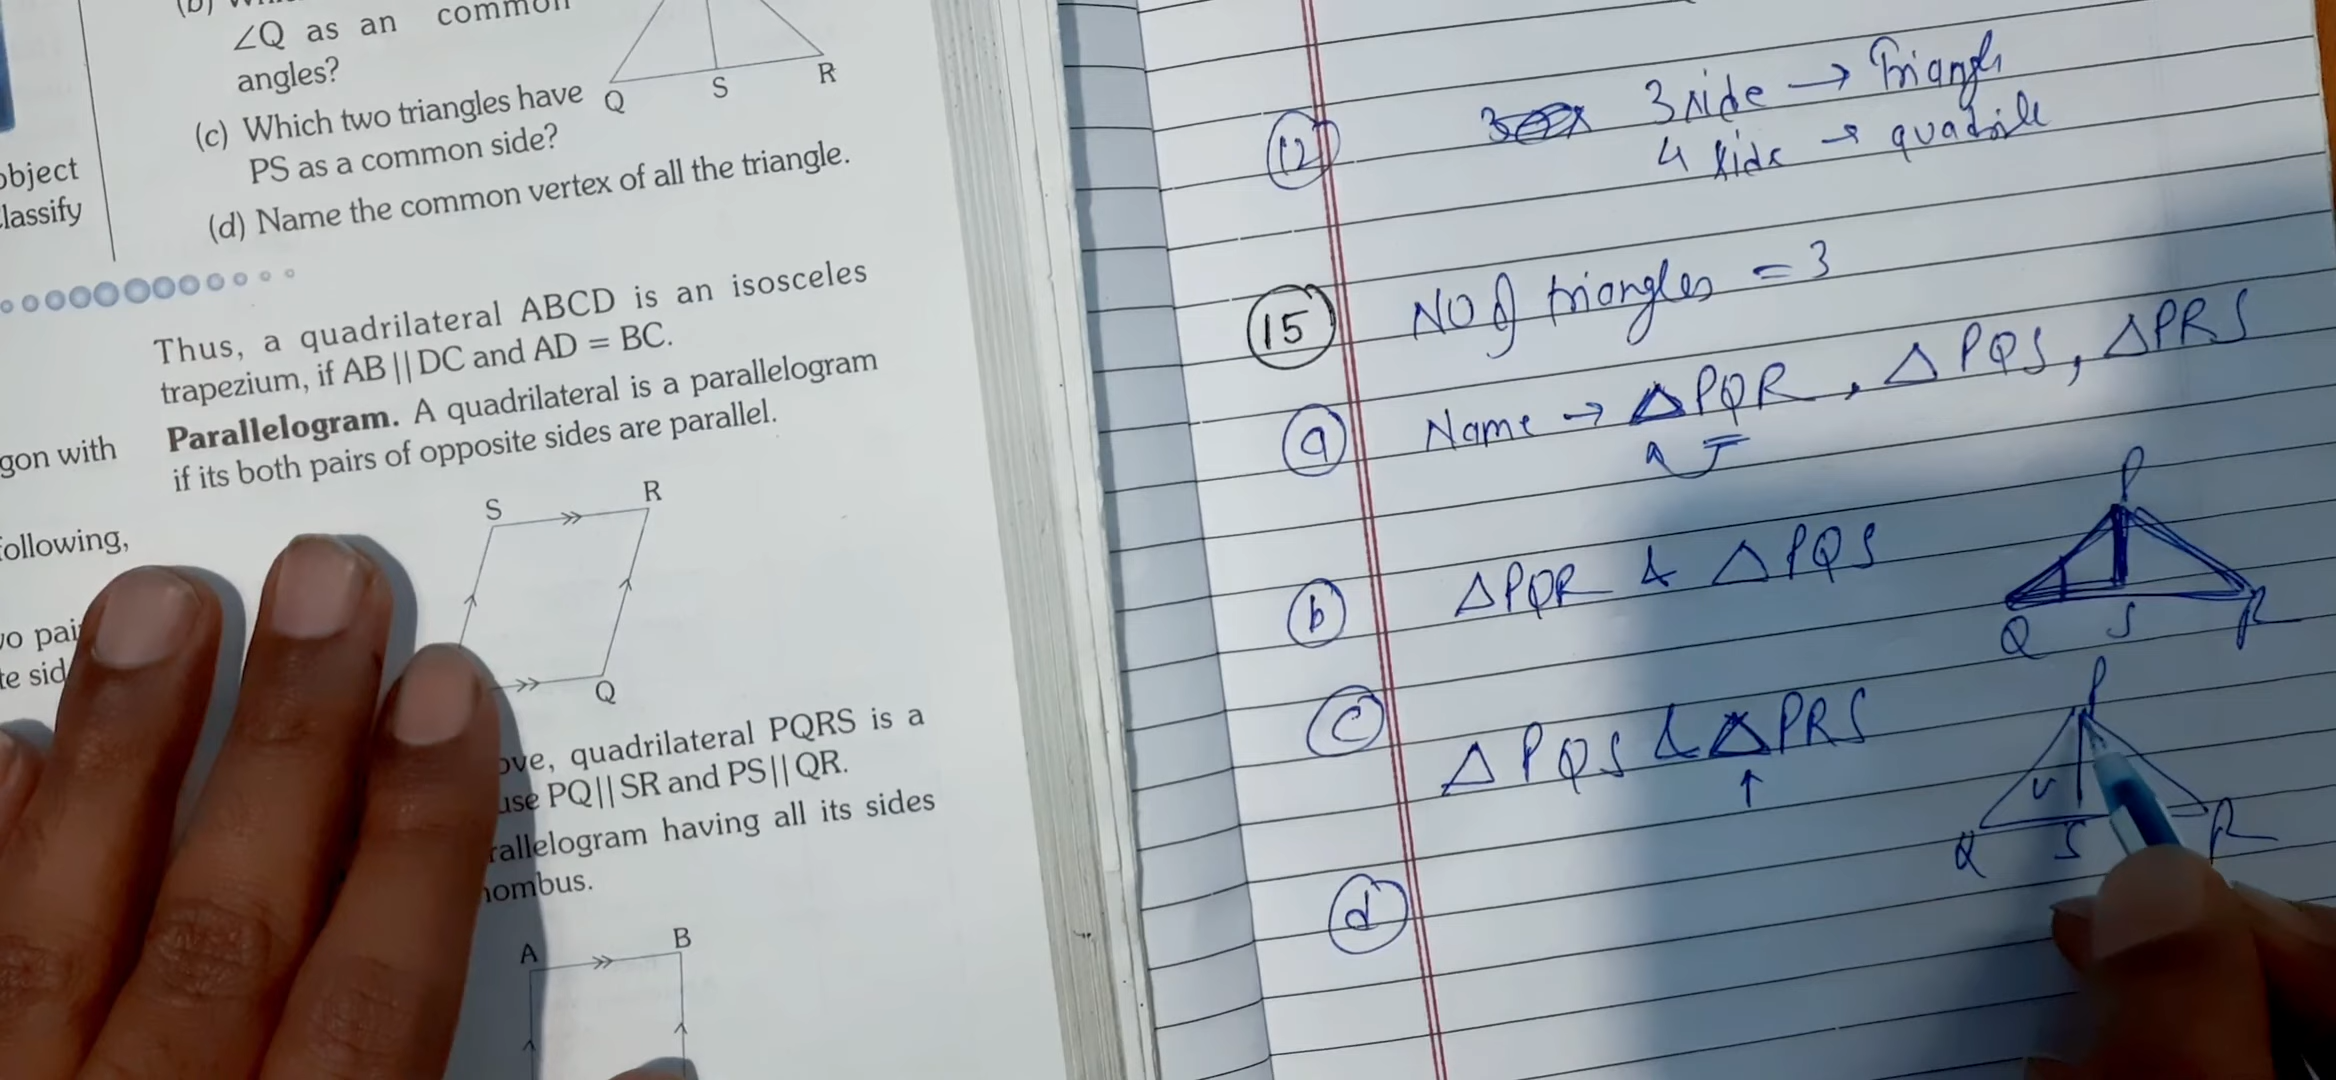 ∠Q as an common
angles?
(c) Which two triangles have
PS as a common side?
(d) Name the common vertex of all the triangle.
Q S R
object
classify
Thus, a quadrilateral ABCD is an isosceles
trapezium, if AB || DC and AD = BC.
Parallelogram. A quadrilateral is a parallelogram
if its both pairs of opposite sides are parallel.
gon with
following,
S R
Q
ove, quadrilateral PQRS is a
use PQ || SR and PS || QR.
rallelogram having all its sides
hombus.
A B
12 3 side → Triangle
4 side → 
15 NO of triangles = 3
a Name → △PQR, △PQS, △PRS
b △PQR & △PQS
P
Q S R
c △PQS & △PRS
↑
P
Q S R
d